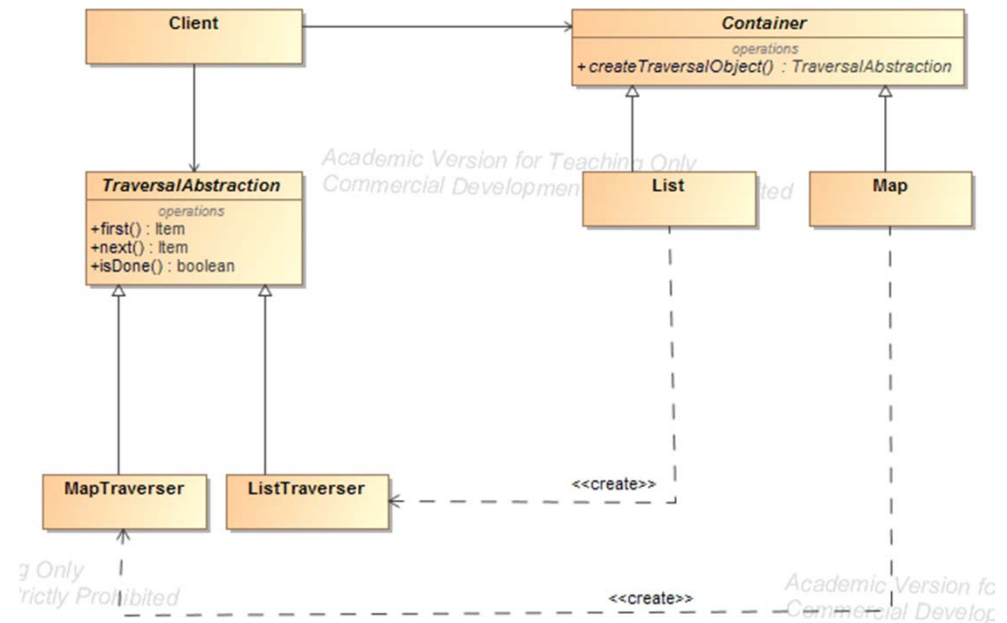 Client
Container
operations
+createTraversalObject() : TraversalAbstraction
Academic Version for Teaching Only
Commercial Developmen
ted
TraversalAbstraction
operations
+first() : Item
+next() : Item
+isDone() : boolean
List
Map
MapTraverser
ListTraverser
<<create>>
g Only
trictly Prohibited
Academic Version fo
Commercial Develop
<<create>>